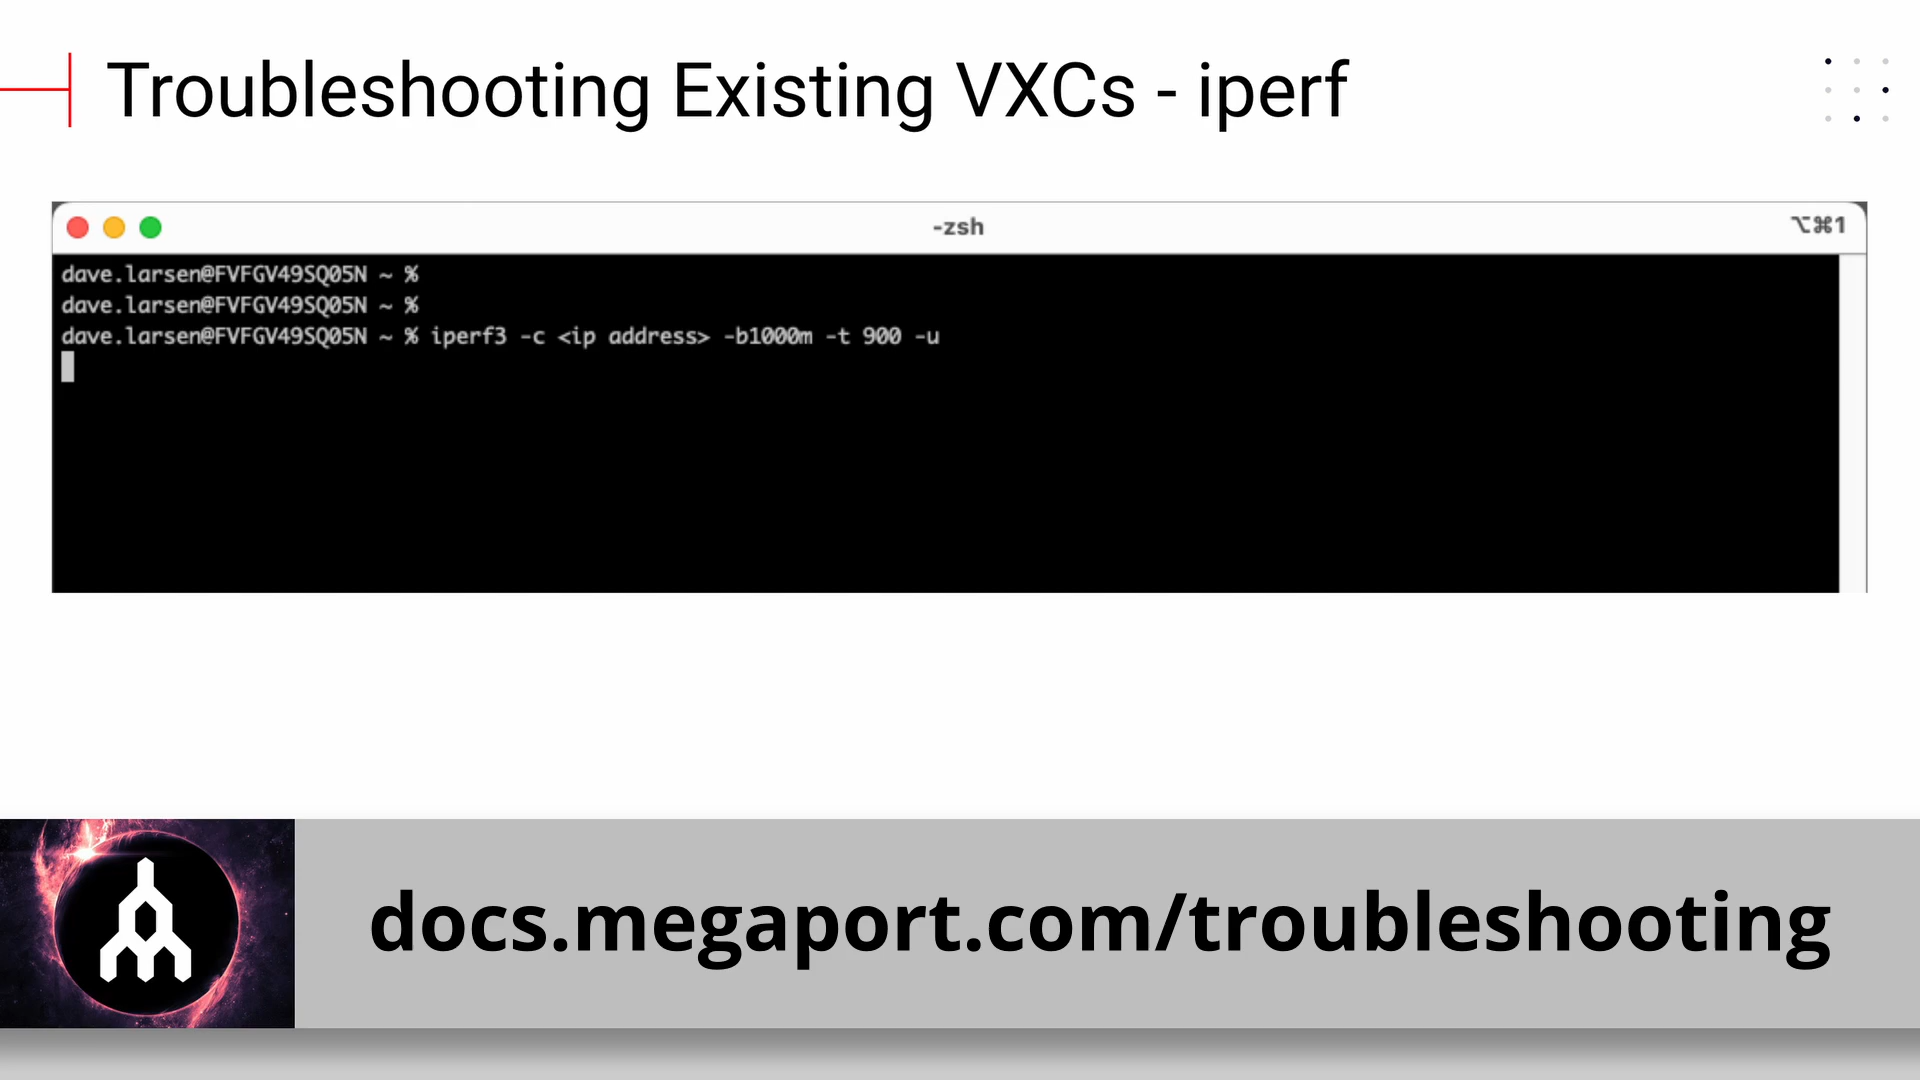 Troubleshooting Existing VXCs - iperf
-zsh
⌥⌘1
dave.larsen@FVFGV49SQ05N ~ %
dave.larsen@FVFGV49SQ05N ~ %
dave.larsen@FVFGV49SQ05N ~ % iperf3 -c <ip address> -b1000m -t 900 -u
docs.megaport.com/troubleshooting